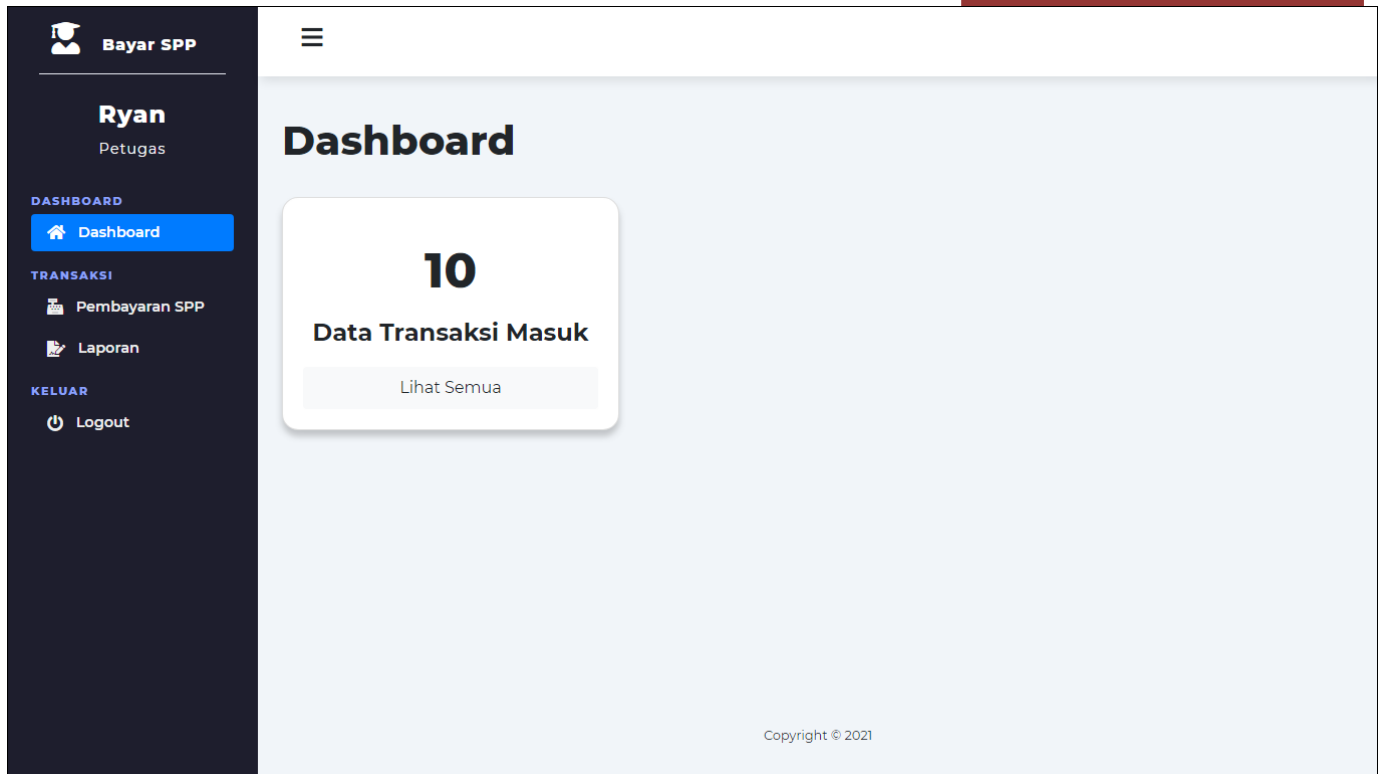 Bayar SPP
Ryan
Petugas
DASHBOARD
Dashboard
TRANSAKSI
Pembayaran SPP
Laporan
KELUAR
Logout
Dashboard
10
Data Transaksi Masuk
Lihat Semua
Copyright © 2021